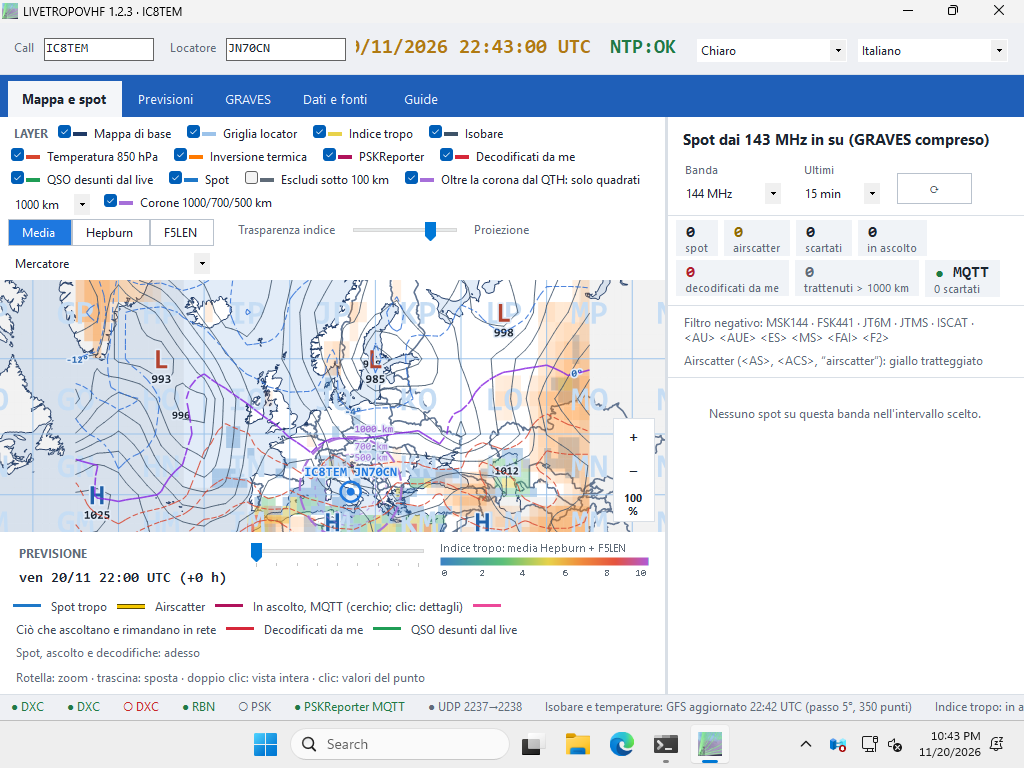 LIVETROPOVHF 1.2.3 · IC8TEM
Call IC8TEM Locatore JN70CN 0/11/2026 22:43:00 UTC NTP:OK Chiaro Italiano
Mappa e spot Previsioni GRAVES Dati e fonti Guide
LAYER Mappa di base Griglia locator Indice tropo Isobare
Temperatura 850 hPa Inversione termica PSKReporter Decodificati da me
QSO desunti dal live Spot Escludi sotto 100 km Oltre la corona dal QTH: solo quadrati
1000 km Corone 1000/700/500 km
Media Hepburn F5LEN Trasparenza indice Proiezione
Mercatore
L
998
-12°
L
993
L
985
0°
996
1000 km
700 km
500 km
IC8TEM JN70CN
1012
H
1025
H
H
+
−
100
%
PREVISIONE
ven 20/11 22:00 UTC (+0 h)
Indice tropo: media Hepburn + F5LEN
0 2 4 6 8 10
Spot tropo Airscatter In ascolto, MQTT (cerchio; clic: dettagli)
Ciò che ascoltano e rimandano in rete Decodificati da me QSO desunti dal live
Spot, ascolto e decodifiche: adesso
Rotella: zoom · trascina: sposta · doppio clic: vista intera · clic: valori del punto
Spot dai 143 MHz in su (GRAVES compreso)
Banda Ultimi
144 MHz 15 min ⟳
0 0 0 0
spot airscatter scartati in ascolto
0 0 ● MQTT
decodificati da me trattenuti > 1000 km 0 scartati
Filtro negativo: MSK144 · FSK441 · JT6M · JTMS · ISCAT ·
<AU> <AUE> <ES> <MS> <FAI> <F2>
Airscatter (<AS>, <ACS>, "airscatter"): giallo tratteggiato
Nessuno spot su questa banda nell'intervallo scelto.
● DXC ● DXC ○ DXC ● RBN ○ PSK ● PSKReporter MQTT ● UDP 2237→2238 Isobare e temperature: GFS aggiornato 22:42 UTC (passo 5°, 350 punti) Indice tropo: in a
Search
10:43 PM
11/20/2026